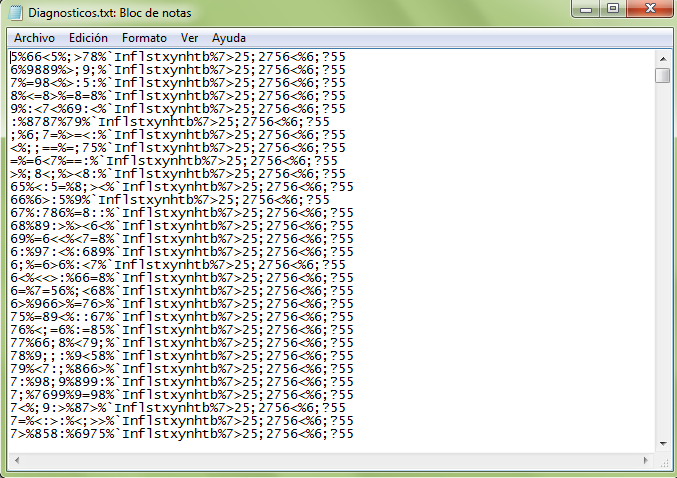 Diagnosticos.txt: Bloc de notas
Archivo Edición Formato Ver Ayuda
5%66<5%;>78%`Inflstxynhtb%7>25;2756<%6;?55
6%9889%>;9;%`Inflstxynhtb%7>25;2756<%6;?55
7%=98<%>:5:%`Inflstxynhtb%7>25;2756<%6;?55
8%<=8>%=8=8%`Inflstxynhtb%7>25;2756<%6;?55
9%:<7<%69:<%`Inflstxynhtb%7>25;2756<%6;?55
:%8787%79%`Inflstxynhtb%7>25;2756<%6;?55
;%6;7=%>=<:%`Inflstxynhtb%7>25;2756<%6;?55
<%;;==%=;75%`Inflstxynhtb%7>25;2756<%6;?55
=%=6<7%==:%`Inflstxynhtb%7>25;2756<%6;?55
>%;8<;%><8:%`Inflstxynhtb%7>25;2756<%6;?55
65%<:5=%8;><%`Inflstxynhtb%7>25;2756<%6;?55
66%6>:5%9%`Inflstxynhtb%7>25;2756<%6;?55
67%:786%=8::%`Inflstxynhtb%7>25;2756<%6;?55
68%89:>%><6<%`Inflstxynhtb%7>25;2756<%6;?55
69%=6<<%<7=8%`Inflstxynhtb%7>25;2756<%6;?55
6:%97:<%:689%`Inflstxynhtb%7>25;2756<%6;?55
6;%=6>6%:<7%`Inflstxynhtb%7>25;2756<%6;?55
6<%<<>:%66=8%`Inflstxynhtb%7>25;2756<%6;?55
6=%7=56%;<68%`Inflstxynhtb%7>25;2756<%6;?55
6>%966>%=76>%`Inflstxynhtb%7>25;2756<%6;?55
75%=89<%::67%`Inflstxynhtb%7>25;2756<%6;?55
76%<;=6%:=85%`Inflstxynhtb%7>25;2756<%6;?55
77%66;8%<79;%`Inflstxynhtb%7>25;2756<%6;?55
78%9;;:%9<58%`Inflstxynhtb%7>25;2756<%6;?55
79%<7:;%866>%`Inflstxynhtb%7>25;2756<%6;?55
7:%98;9%899:%`Inflstxynhtb%7>25;2756<%6;?55
7;%7699%9=98%`Inflstxynhtb%7>25;2756<%6;?55
7<%;9:>%87>%`Inflstxynhtb%7>25;2756<%6;?55
7=%<:>:%<;>>%`Inflstxynhtb%7>25;2756<%6;?55
7>%858:%6975%`Inflstxynhtb%7>25;2756<%6;?55